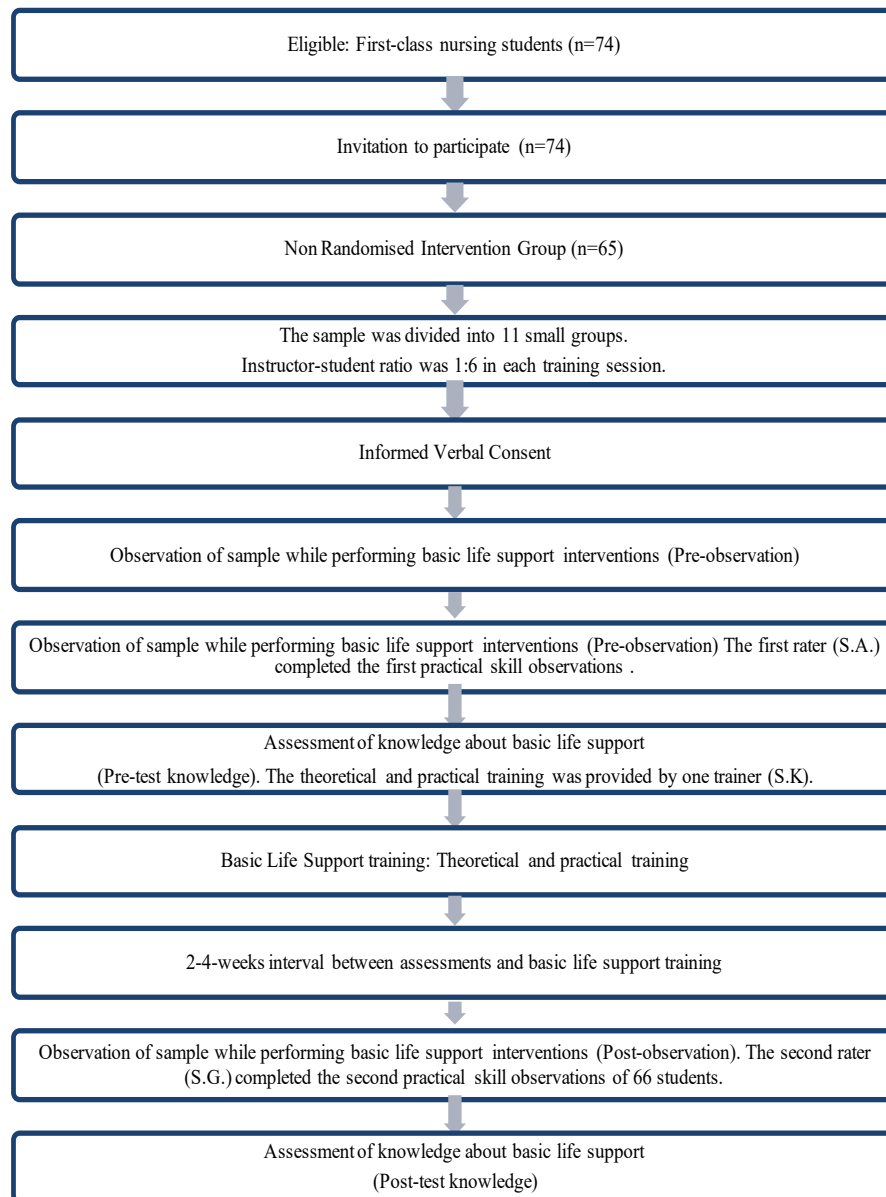 Eligible: First-class nursing students (n=74)
Invitation to participate (n=74)
Non Randomised Intervention Group (n=65)
The sample was divided into 11 small groups.
Instructor-student ratio was 1:6 in each training session.
Informed Verbal Consent
Observation of sample while performing basic life support interventions (Pre-observation)
Observation of sample while performing basic life support interventions (Pre-observation) The first rater (S.A.)
completed the first practical skill observations .
Assessment of knowledge about basic life support
(Pre-test knowledge). The theoretical and practical training was provided by one trainer (S.K).
Basic Life Support training: Theoretical and practical training
2-4-weeks interval between assessments and basic life support training
Observation of sample while performing basic life support interventions (Post-observation). The second rater
(S.G.) completed the second practical skill observations of 66 students.
Assessment of knowledge about basic life support
(Post-test knowledge)